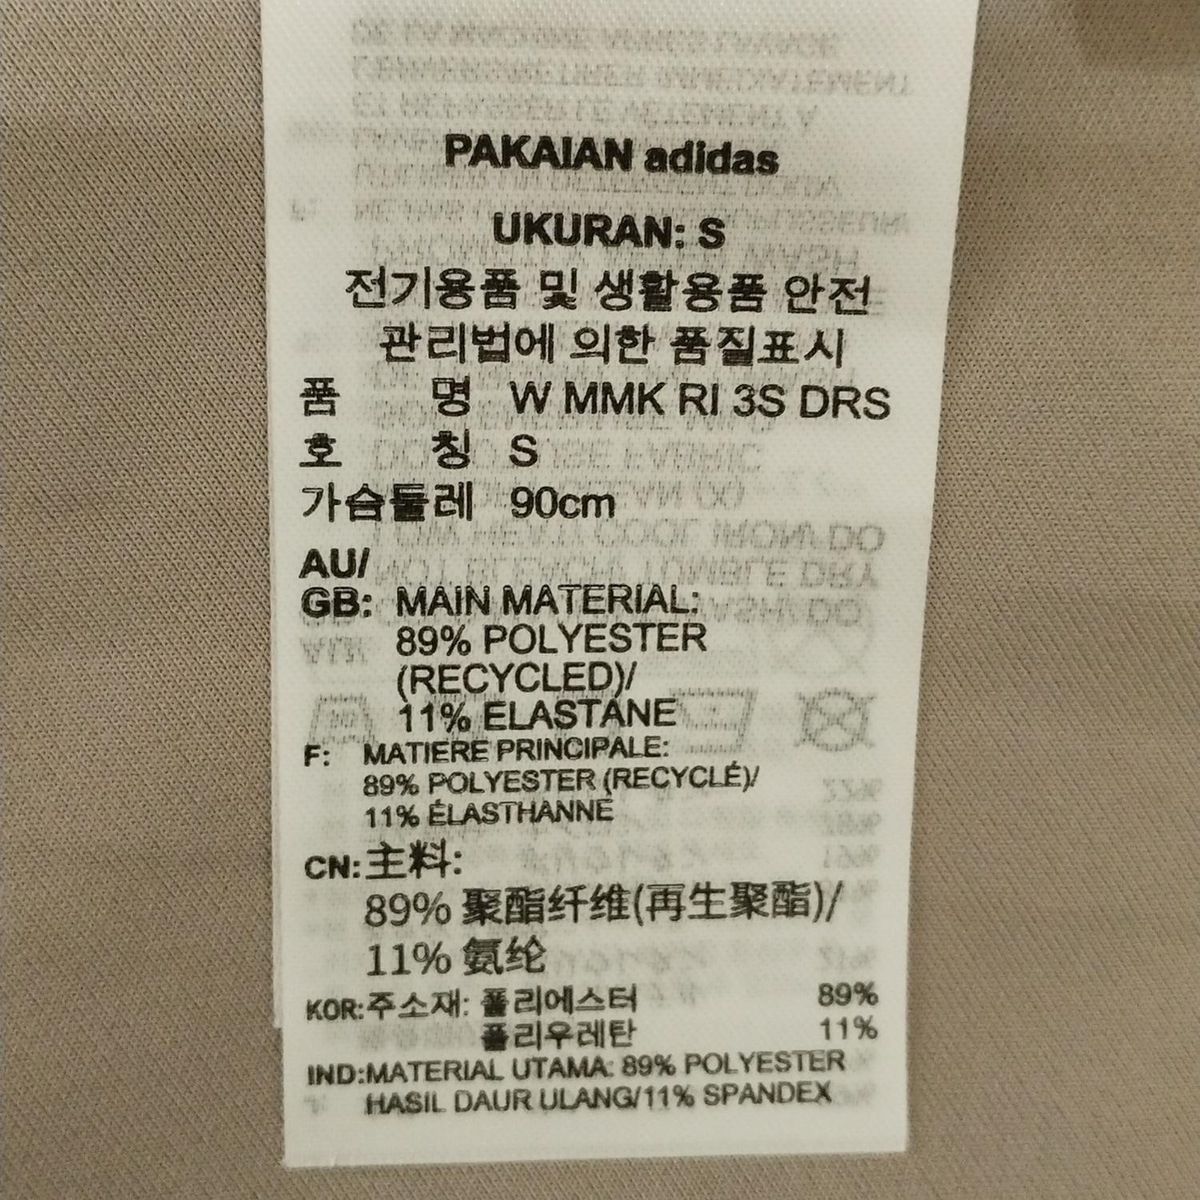 PAKAIAN adidas
UKURAN: S
전기용품 및 생활용품 안전
관리법에 의한 품질표시
품 명 W MMK RI 3S DRS
호 칭 S
가슴둘레 90cm
AU/
GB: MAIN MATERIAL:
89% POLYESTER
(RECYCLED)/
11% ELASTANE
F: MATIERE PRINCIPALE:
89% POLYESTER (RECYCLÉ)/
11% ÉLASTHANNE
CN: 主料:
89% 聚酯纤维(再生聚酯)/
11% 氨纶
KOR: 주소재: 폴리에스터 89%
폴리우레탄 11%
IND: MATERIAL UTAMA: 89% POLYESTER
HASIL DAUR ULANG/11% SPANDEX